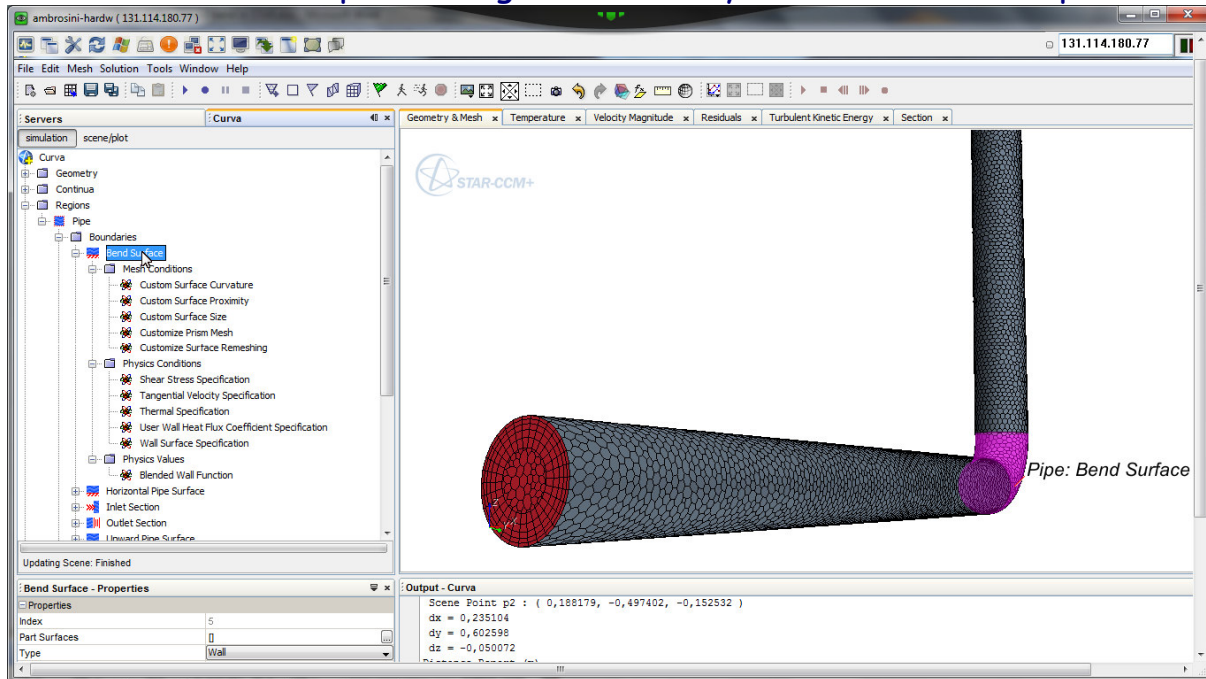 ambrosini-hardw ( 131.114.180.77 )
131.114.180.77
File Edit Mesh Solution Tools Window Help
Servers
Curva
Geometry & Mesh x Temperature x Velocity Magnitude x Residuals x Turbulent Kinetic Energy x Section x
simulation scene/plot
Curva
Geometry
Continua
Regions
Pipe
Boundaries
Bend Surface
Mesh Conditions
Custom Surface Curvature
Custom Surface Proximity
Custom Surface Size
Customize Prism Mesh
Customize Surface Remeshing
Physics Conditions
Shear Stress Specification
Tangential Velocity Specification
Thermal Specification
User Wall Heat Flux Coefficient Specification
Wall Surface Specification
Physics Values
Blended Wall Function
Horizontal Pipe Surface
Inlet Section
Outlet Section
Upward Pipe Surface
STAR-CCM+
Pipe: Bend Surface
Z
Y X
Updating Scene: Finished
Bend Surface - Properties
Properties
Index 5
Part Surfaces []
Type Wall
Output - Curva
Scene Point p2 : ( 0,188179, -0,497402, -0,152532 )
dx = 0,235104
dy = 0,602598
dz = -0,050072